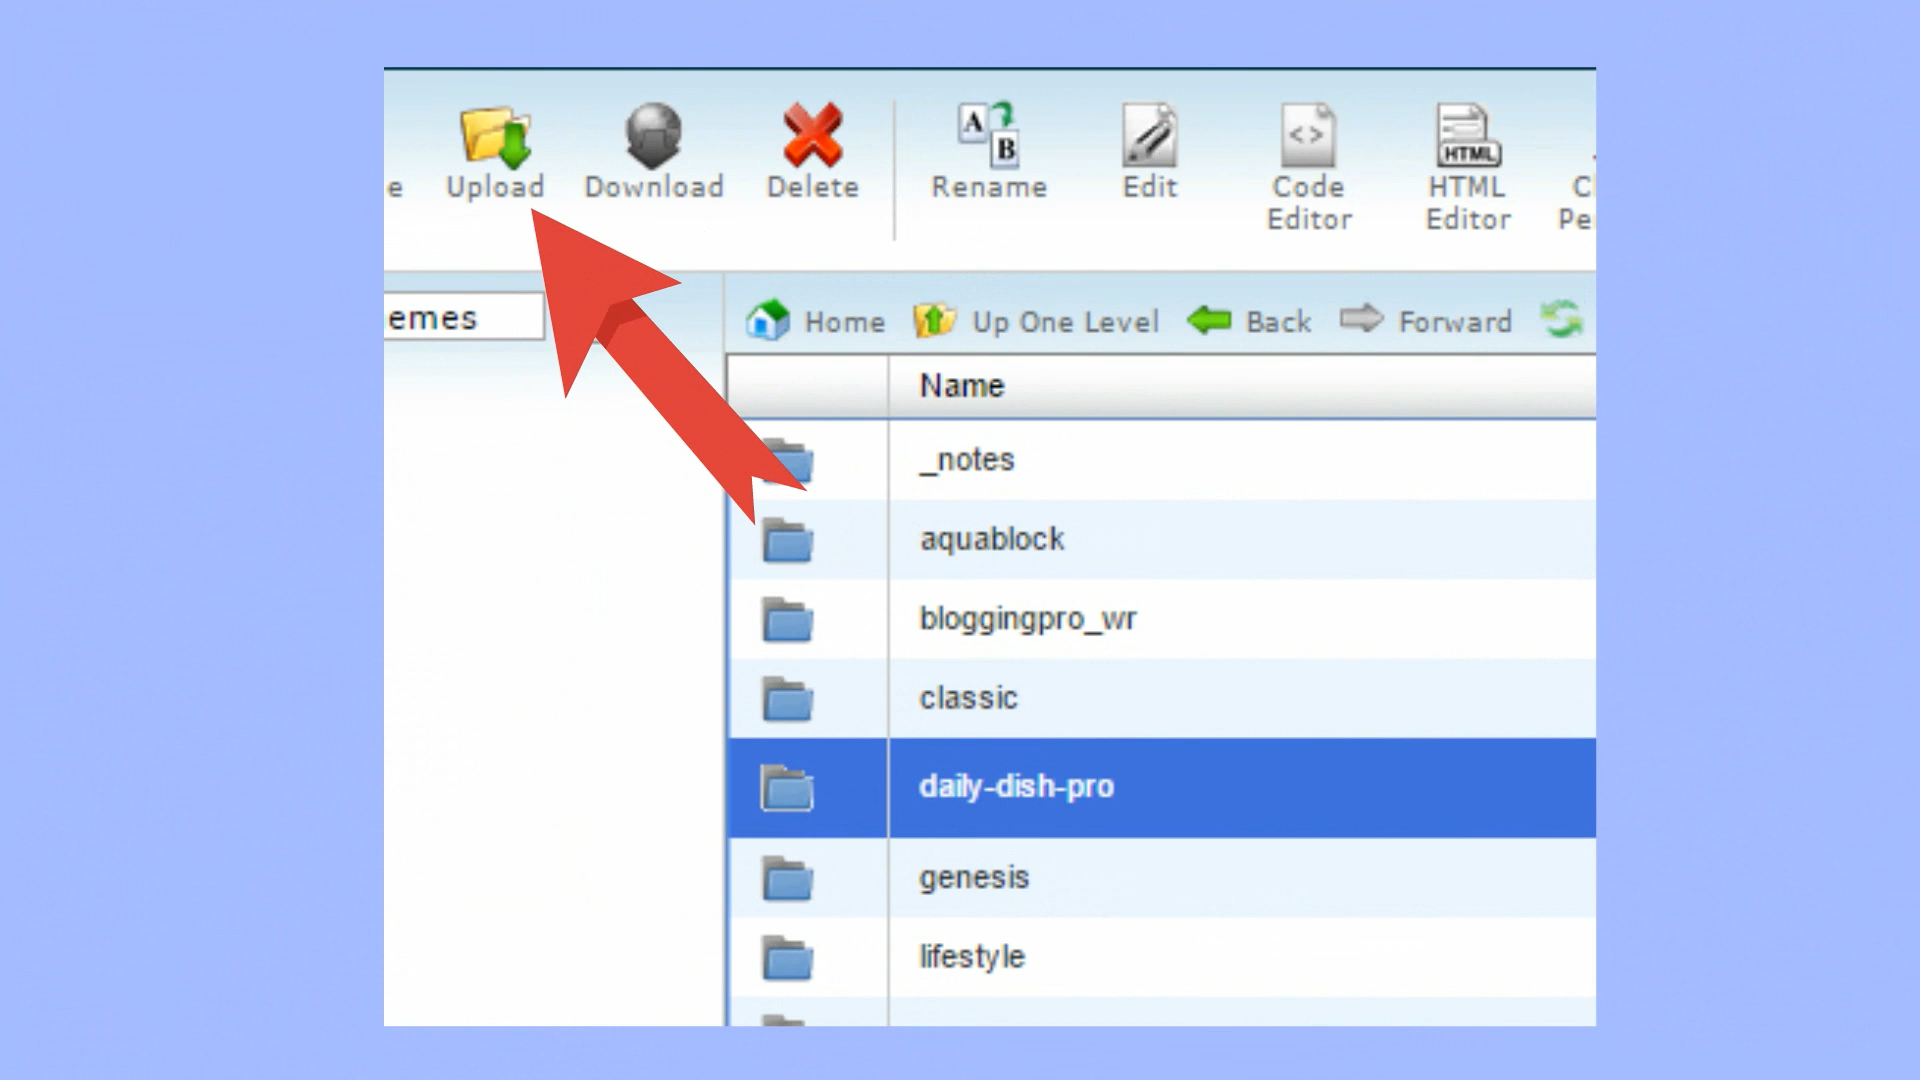 e Upload Download Delete Rename Edit Code Editor HTML Editor
emes Home Up One Level Back Forward
Name
_notes
aquablock
bloggingpro_wr
classic
daily-dish-pro
genesis
lifestyle